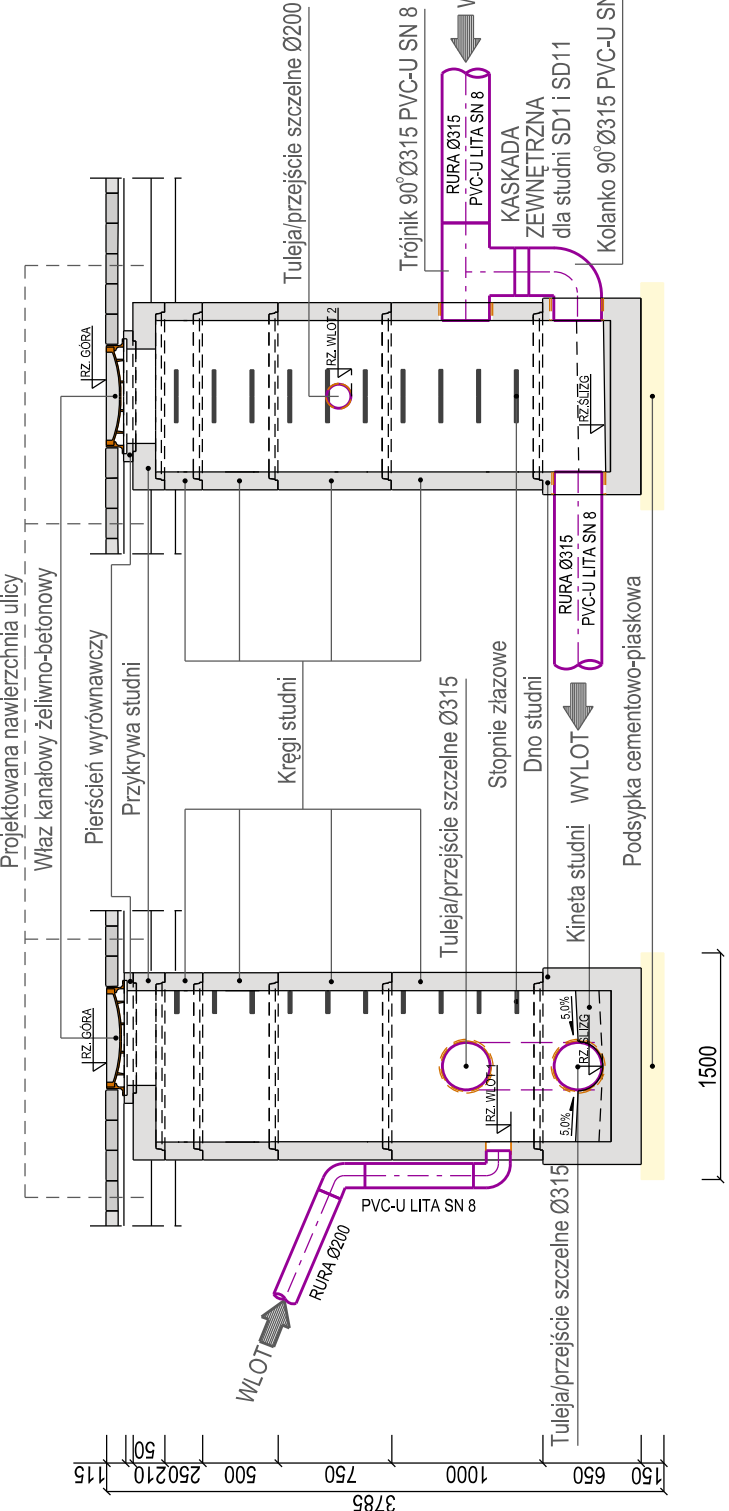 Projektowana nawierzchnia ulicy
Właz kanałowy żeliwno-betonowy
Pierścień wyrównawczy
Przykrywa studni
Kręgi studni
Tuleja/przejście szczelne Ø200
Trójnik 90°Ø315 PVC-U SN 8
RURA Ø315
PVC-U LITA SN 8
KASKADA
ZEWNĘTRZNA
dla studni SD1 i SD11
Kolanko 90°Ø315 PVC-U SN
RZ. GÓRA
RZ. WLOT 2
RZ.ŚLIZG
RURA Ø315
PVC-U LITA SN 8
WYLOT
Tuleja/przejście szczelne Ø315
Stopnie złazowe
Dno studni
Kineta studni
Podsypka cementowo-piaskowa
RZ. GÓRA
RZ. WLOT 1
5.0%
5.0%
RZ. ŚLIZG
WLOT
RURA Ø200
PVC-U LITA SN 8
Tuleja/przejście szczelne Ø315
1500
115
50
210
250
500
750
1000
650
150
3785